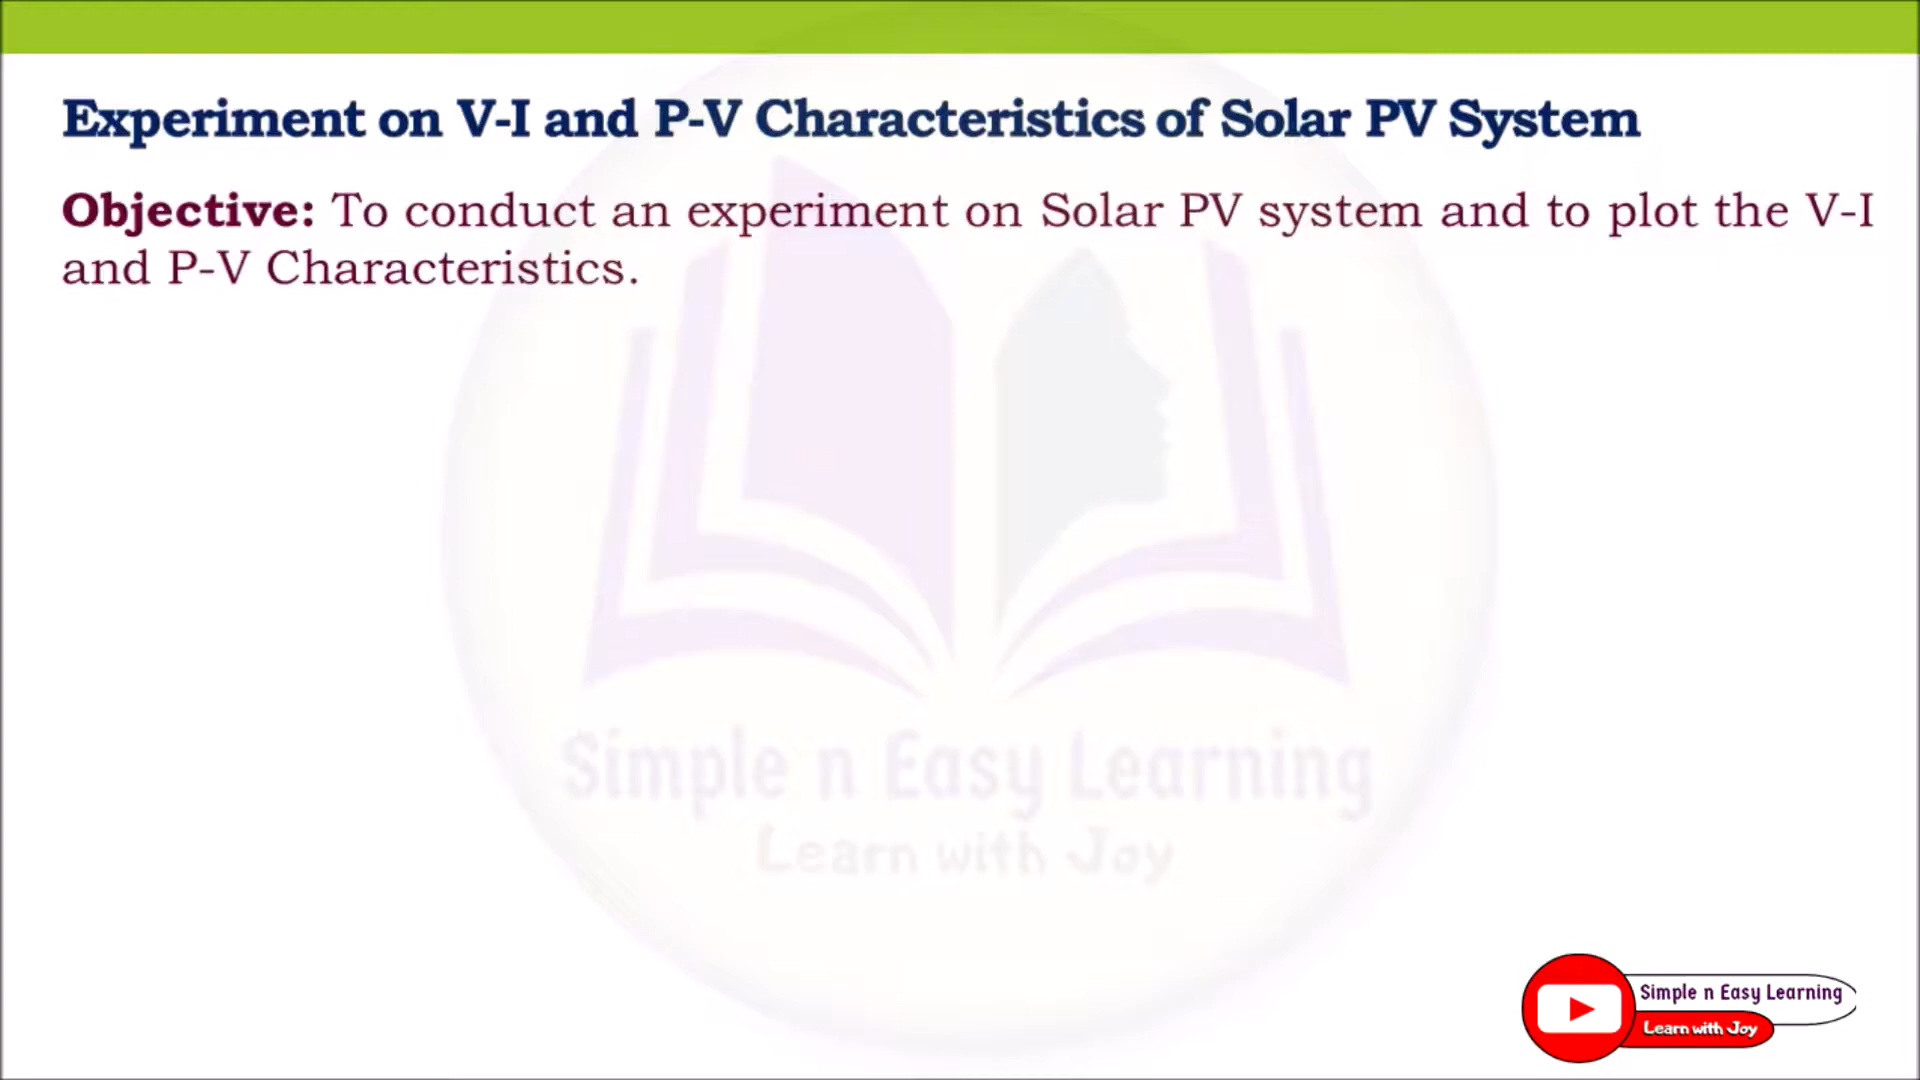 Experiment on V-I and P-V Characteristics of Solar PV System
Objective: To conduct an experiment on Solar PV system and to plot the V-I
and P-V Characteristics.
Simple n Easy Learning
Learn with Joy
Simple n Easy Learning
Learn with Joy